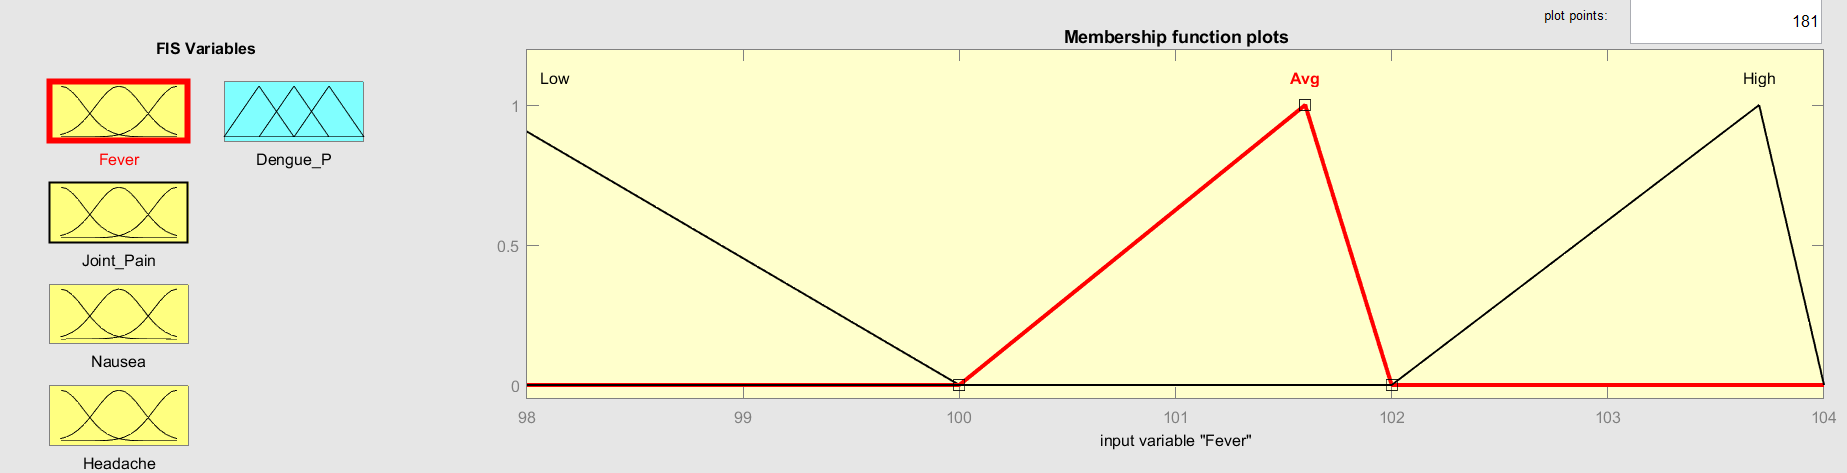 plot points:
181
FIS Variables
Membership function plots
Fever
Dengue_P
Joint_Pain
Nausea
Headache
Low
Avg
High
1
0.5
0
98
99
100
101
102
103
104
input variable "Fever"